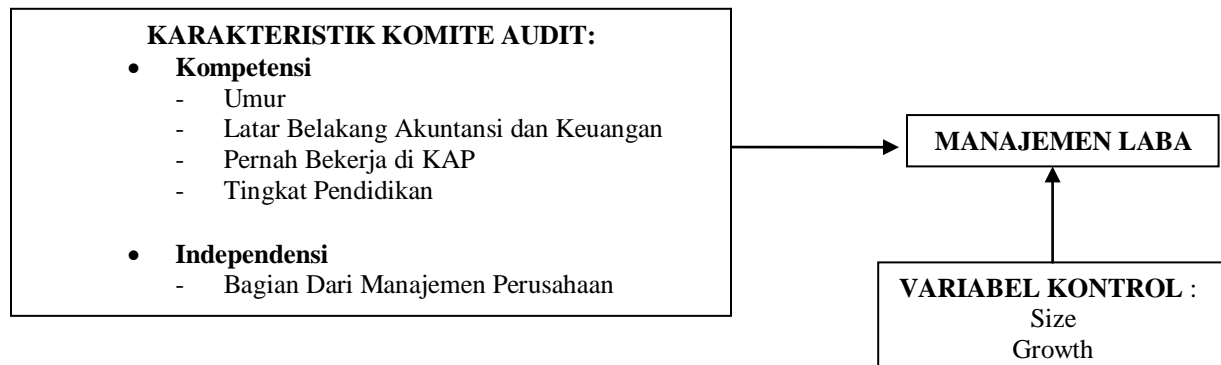 KARAKTERISTIK KOMITE AUDIT:
• Kompetensi
- Umur
- Latar Belakang Akuntansi dan Keuangan
- Pernah Bekerja di KAP
- Tingkat Pendidikan
• Independensi
- Bagian Dari Manajemen Perusahaan
MANAJEMEN LABA
VARIABEL KONTROL :
Size
Growth